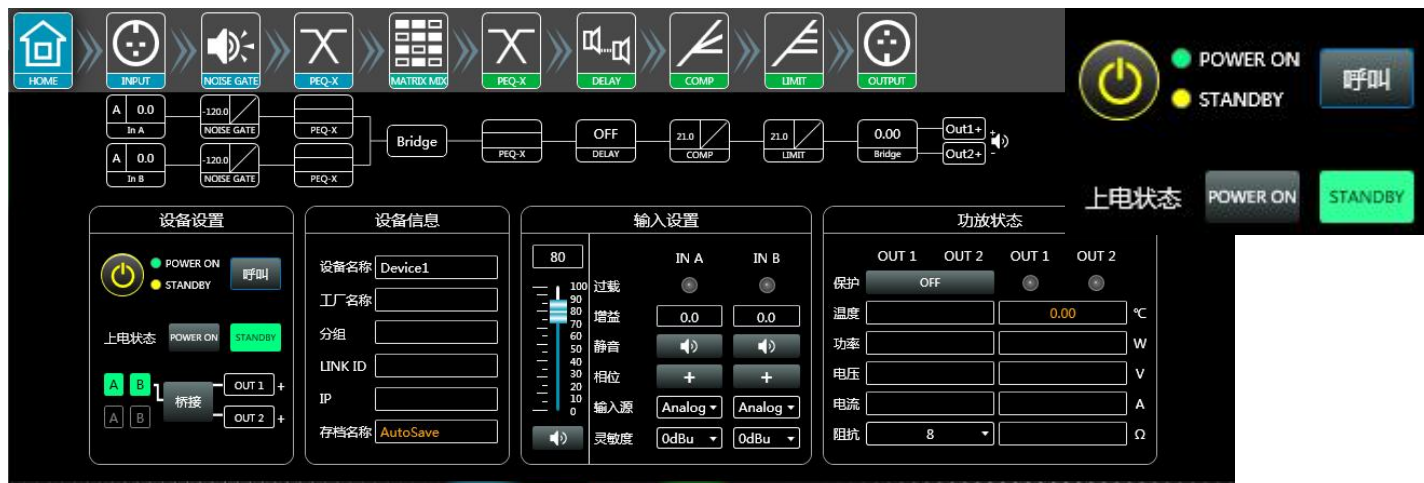 HOME INPUT NOISE GATE PEQ-X MATRIX MIX PEQ-X DELAY COMP LIMIT OUTPUT
POWER ON
STANDBY
呼叫
上电状态 POWER ON STANDBY
A 0.0
In A
-120.0
NOISE GATE
PEQ-X
A 0.0
In B
-120.0
NOISE GATE
PEQ-X
Bridge
PEQ-X
OFF
DELAY
21.0
COMP
21.0
LIMIT
0.00
Bridge
Out1+
Out2+
+
-
设备设置
POWER ON
STANDBY
呼叫
上电状态 POWER ON STANDBY
A B
A B
桥接
OUT 1 +
OUT 2 +
设备信息
设备名称 Device1
工厂名称
分组
LINK ID
IP
存档名称 AutoSave
输入设置
80
100
90
80
70
60
50
40
30
20
10
0
IN A IN B
过载
增益 0.0 0.0
静音
相位 + +
输入源 Analog Analog
灵敏度 0dBu 0dBu
功放状态
OUT 1 OUT 2 OUT 1 OUT 2
保护 OFF
温度 0.00 ℃
功率 W
电压 V
电流 A
阻抗 8 Ω